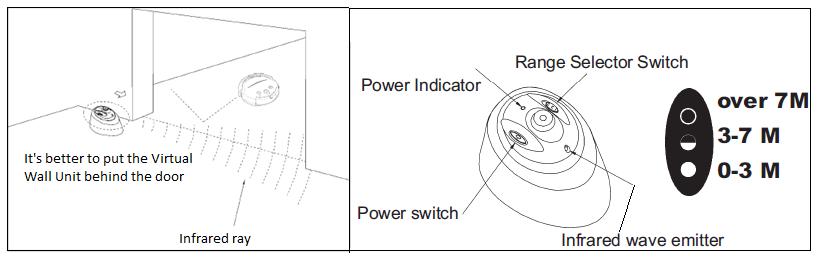 It's better to put the Virtual
Wall Unit behind the door
Infrared ray
Range Selector Switch
Power Indicator
over 7M
3-7 M
0-3 M
Power switch
Infrared wave emitter